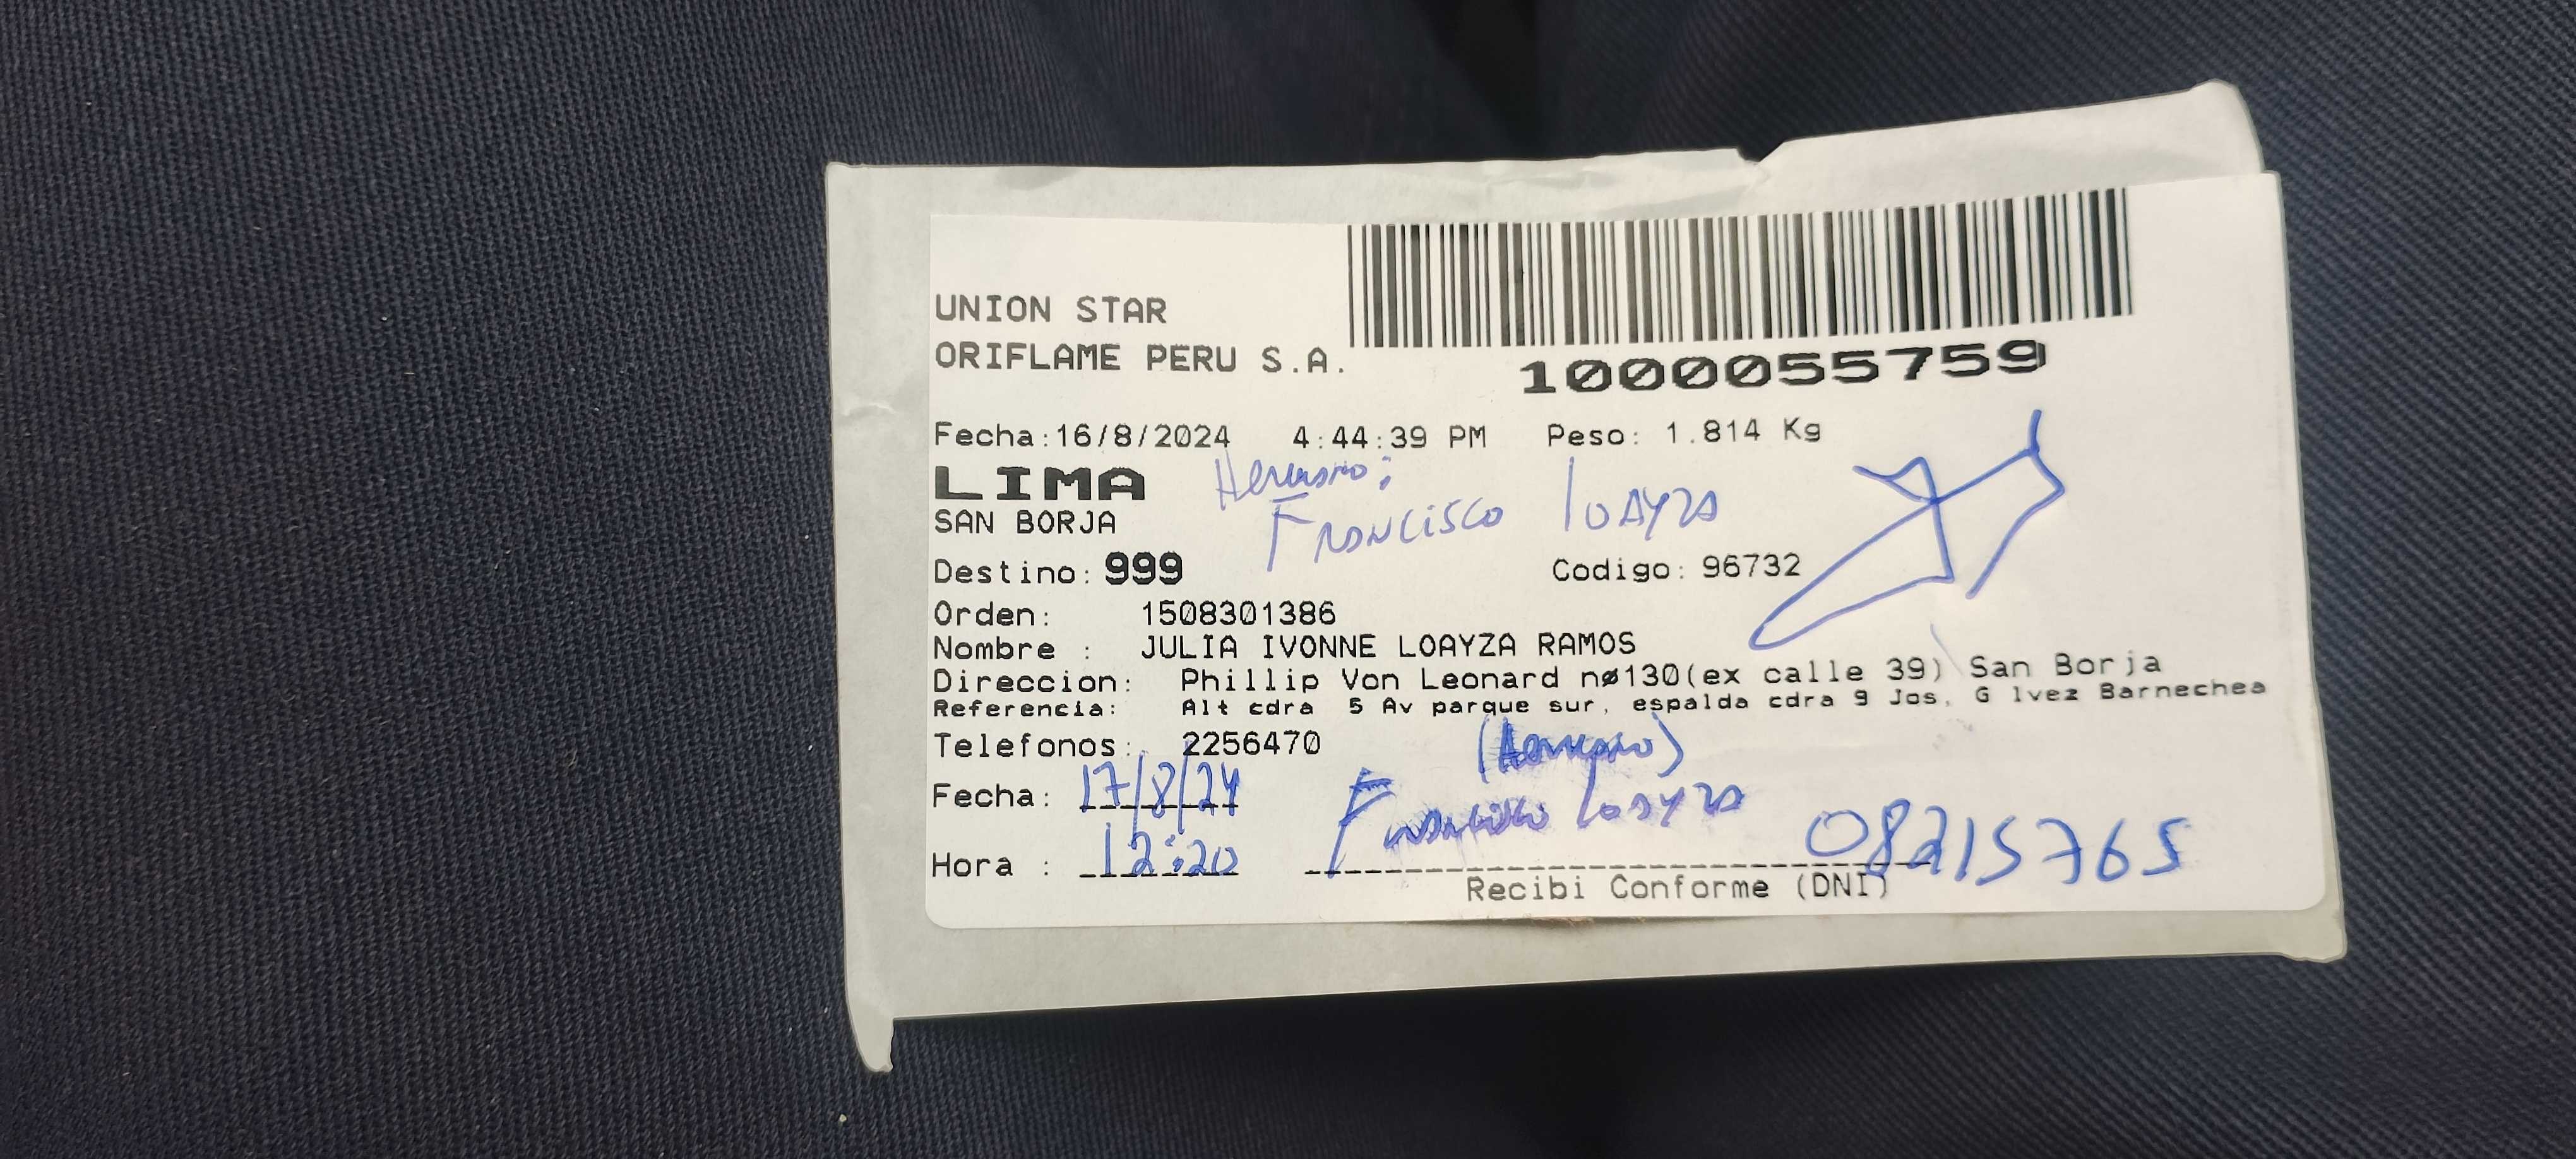 UNION STAR
ORIFLAME PERU S.A.
1000055759
Fecha:16/8/2024 4:44:39 PM Peso: 1.814 Kg
LIMA
Hermano:
SAN BORJA
Francisco Loayza
Destino: 999 Codigo: 96732
Orden: 1508301386
Nombre : JULIA IVONNE LOAYZA RAMOS
Direccion: Phillip Von Leonard nø130(ex calle 39) San Borja
Referencia: Alt cdra 5 Av parque sur, espalda cdra 9 Jos, G lvez Barnechea
Telefonos: 2256470
(Hermano)
Fecha: 17/8/24
Francisco Loayza
08215765
Hora : 12:20
Recibi Conforme (DNI)